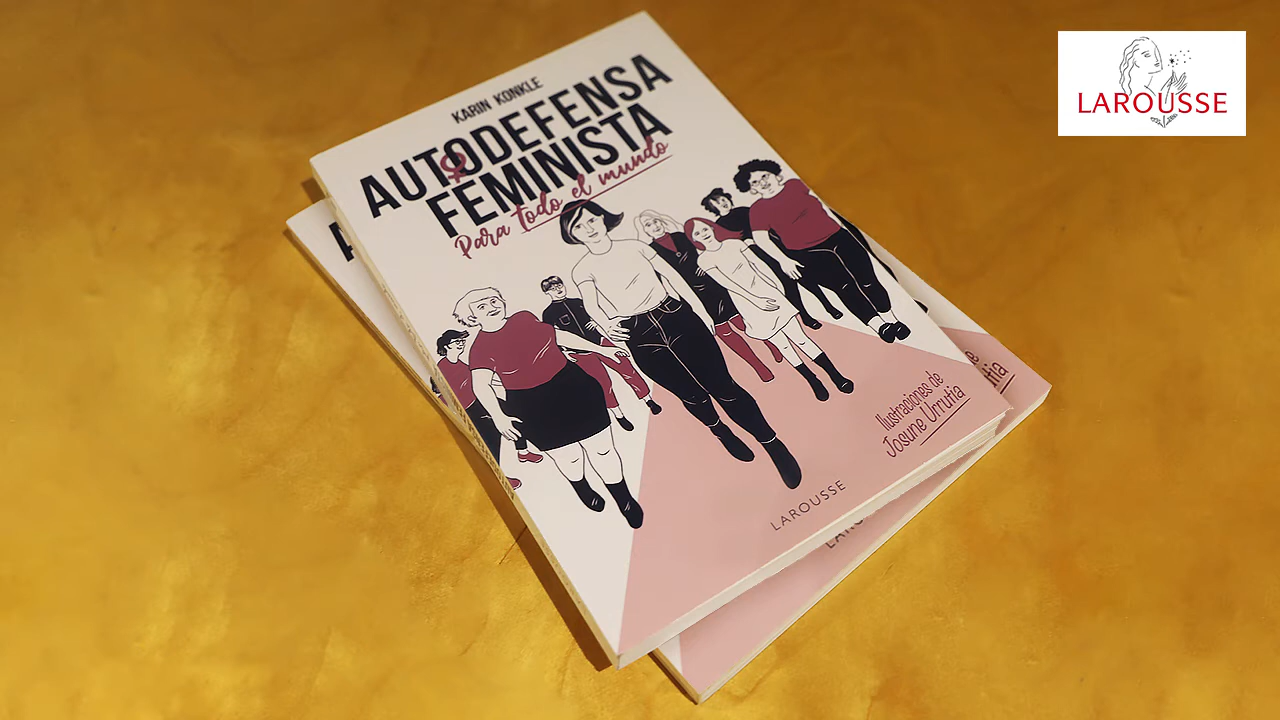 LAROUSSE
KARIN KONKLE
AUTODEFENSA
FEMINISTA
Para todo el mundo
Ilustraciones de
Josune Urrutia
LAROUSSE